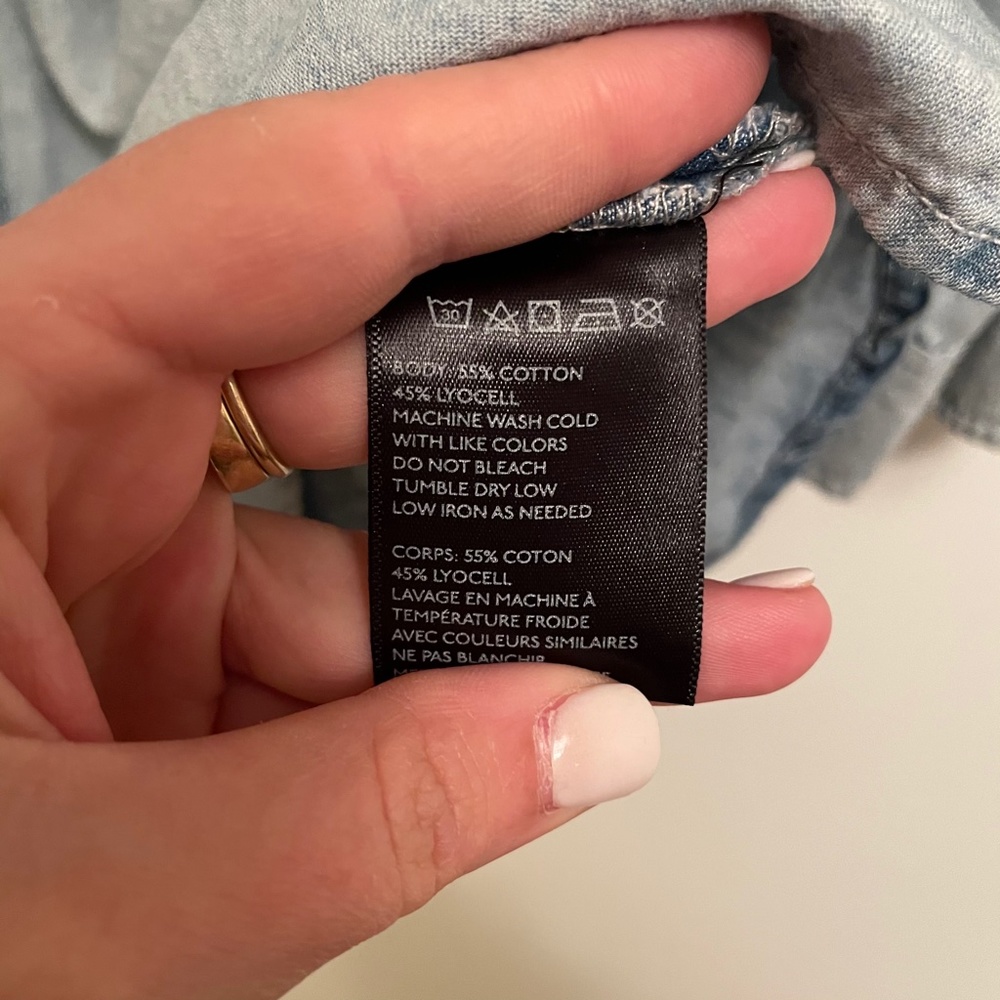 30
BODY: 55% COTTON
45% LYOCELL
MACHINE WASH COLD
WITH LIKE COLORS
DO NOT BLEACH
TUMBLE DRY LOW
LOW IRON AS NEEDED
CORPS: 55% COTON
45% LYOCELL
LAVAGE EN MACHINE À
TEMPÉRATURE FROIDE
AVEC COULEURS SIMILAIRES
NE PAS BLANCHIR